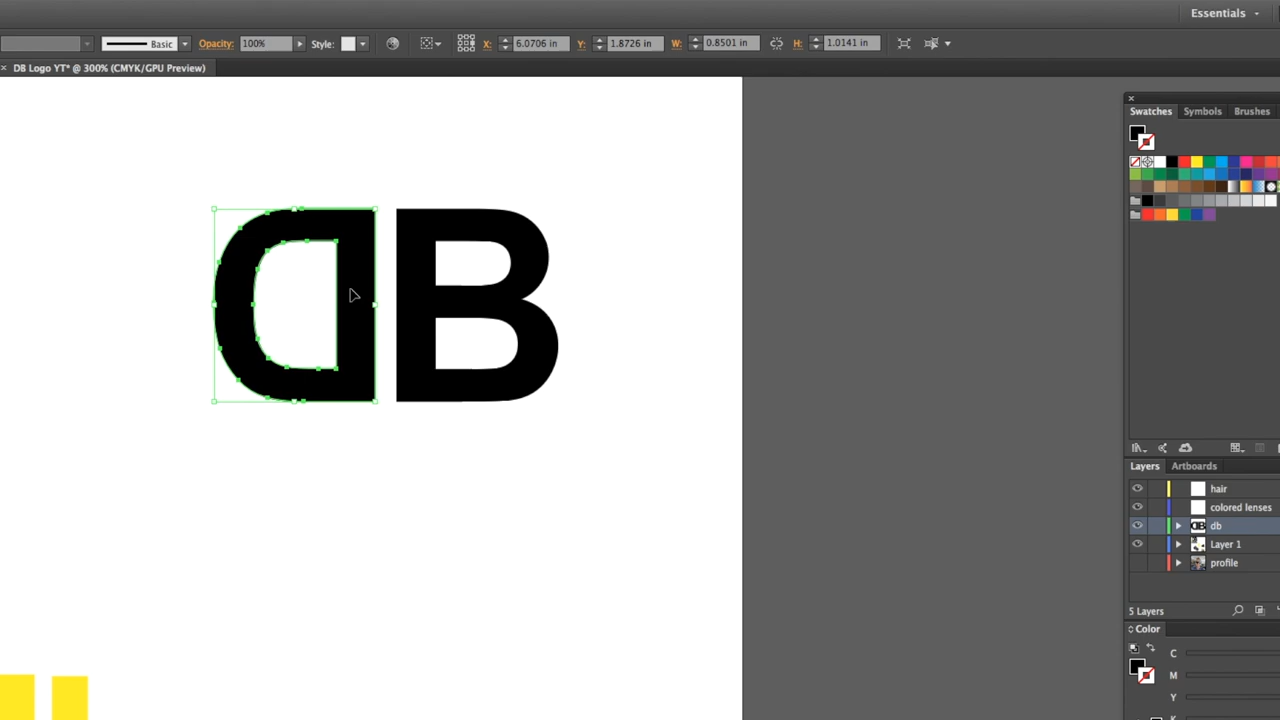 Essentials
Basic Opacity: 100% Style: X: 6.0706 in Y: 1.8726 in W: 0.8501 in H: 1.0141 in
× DB Logo YT* @ 300% (CMYK/GPU Preview)
Swatches Symbols Brushes
DB
Layers Artboards
hair
colored lenses
db
Layer 1
profile
5 Layers
Color
C
M
Y